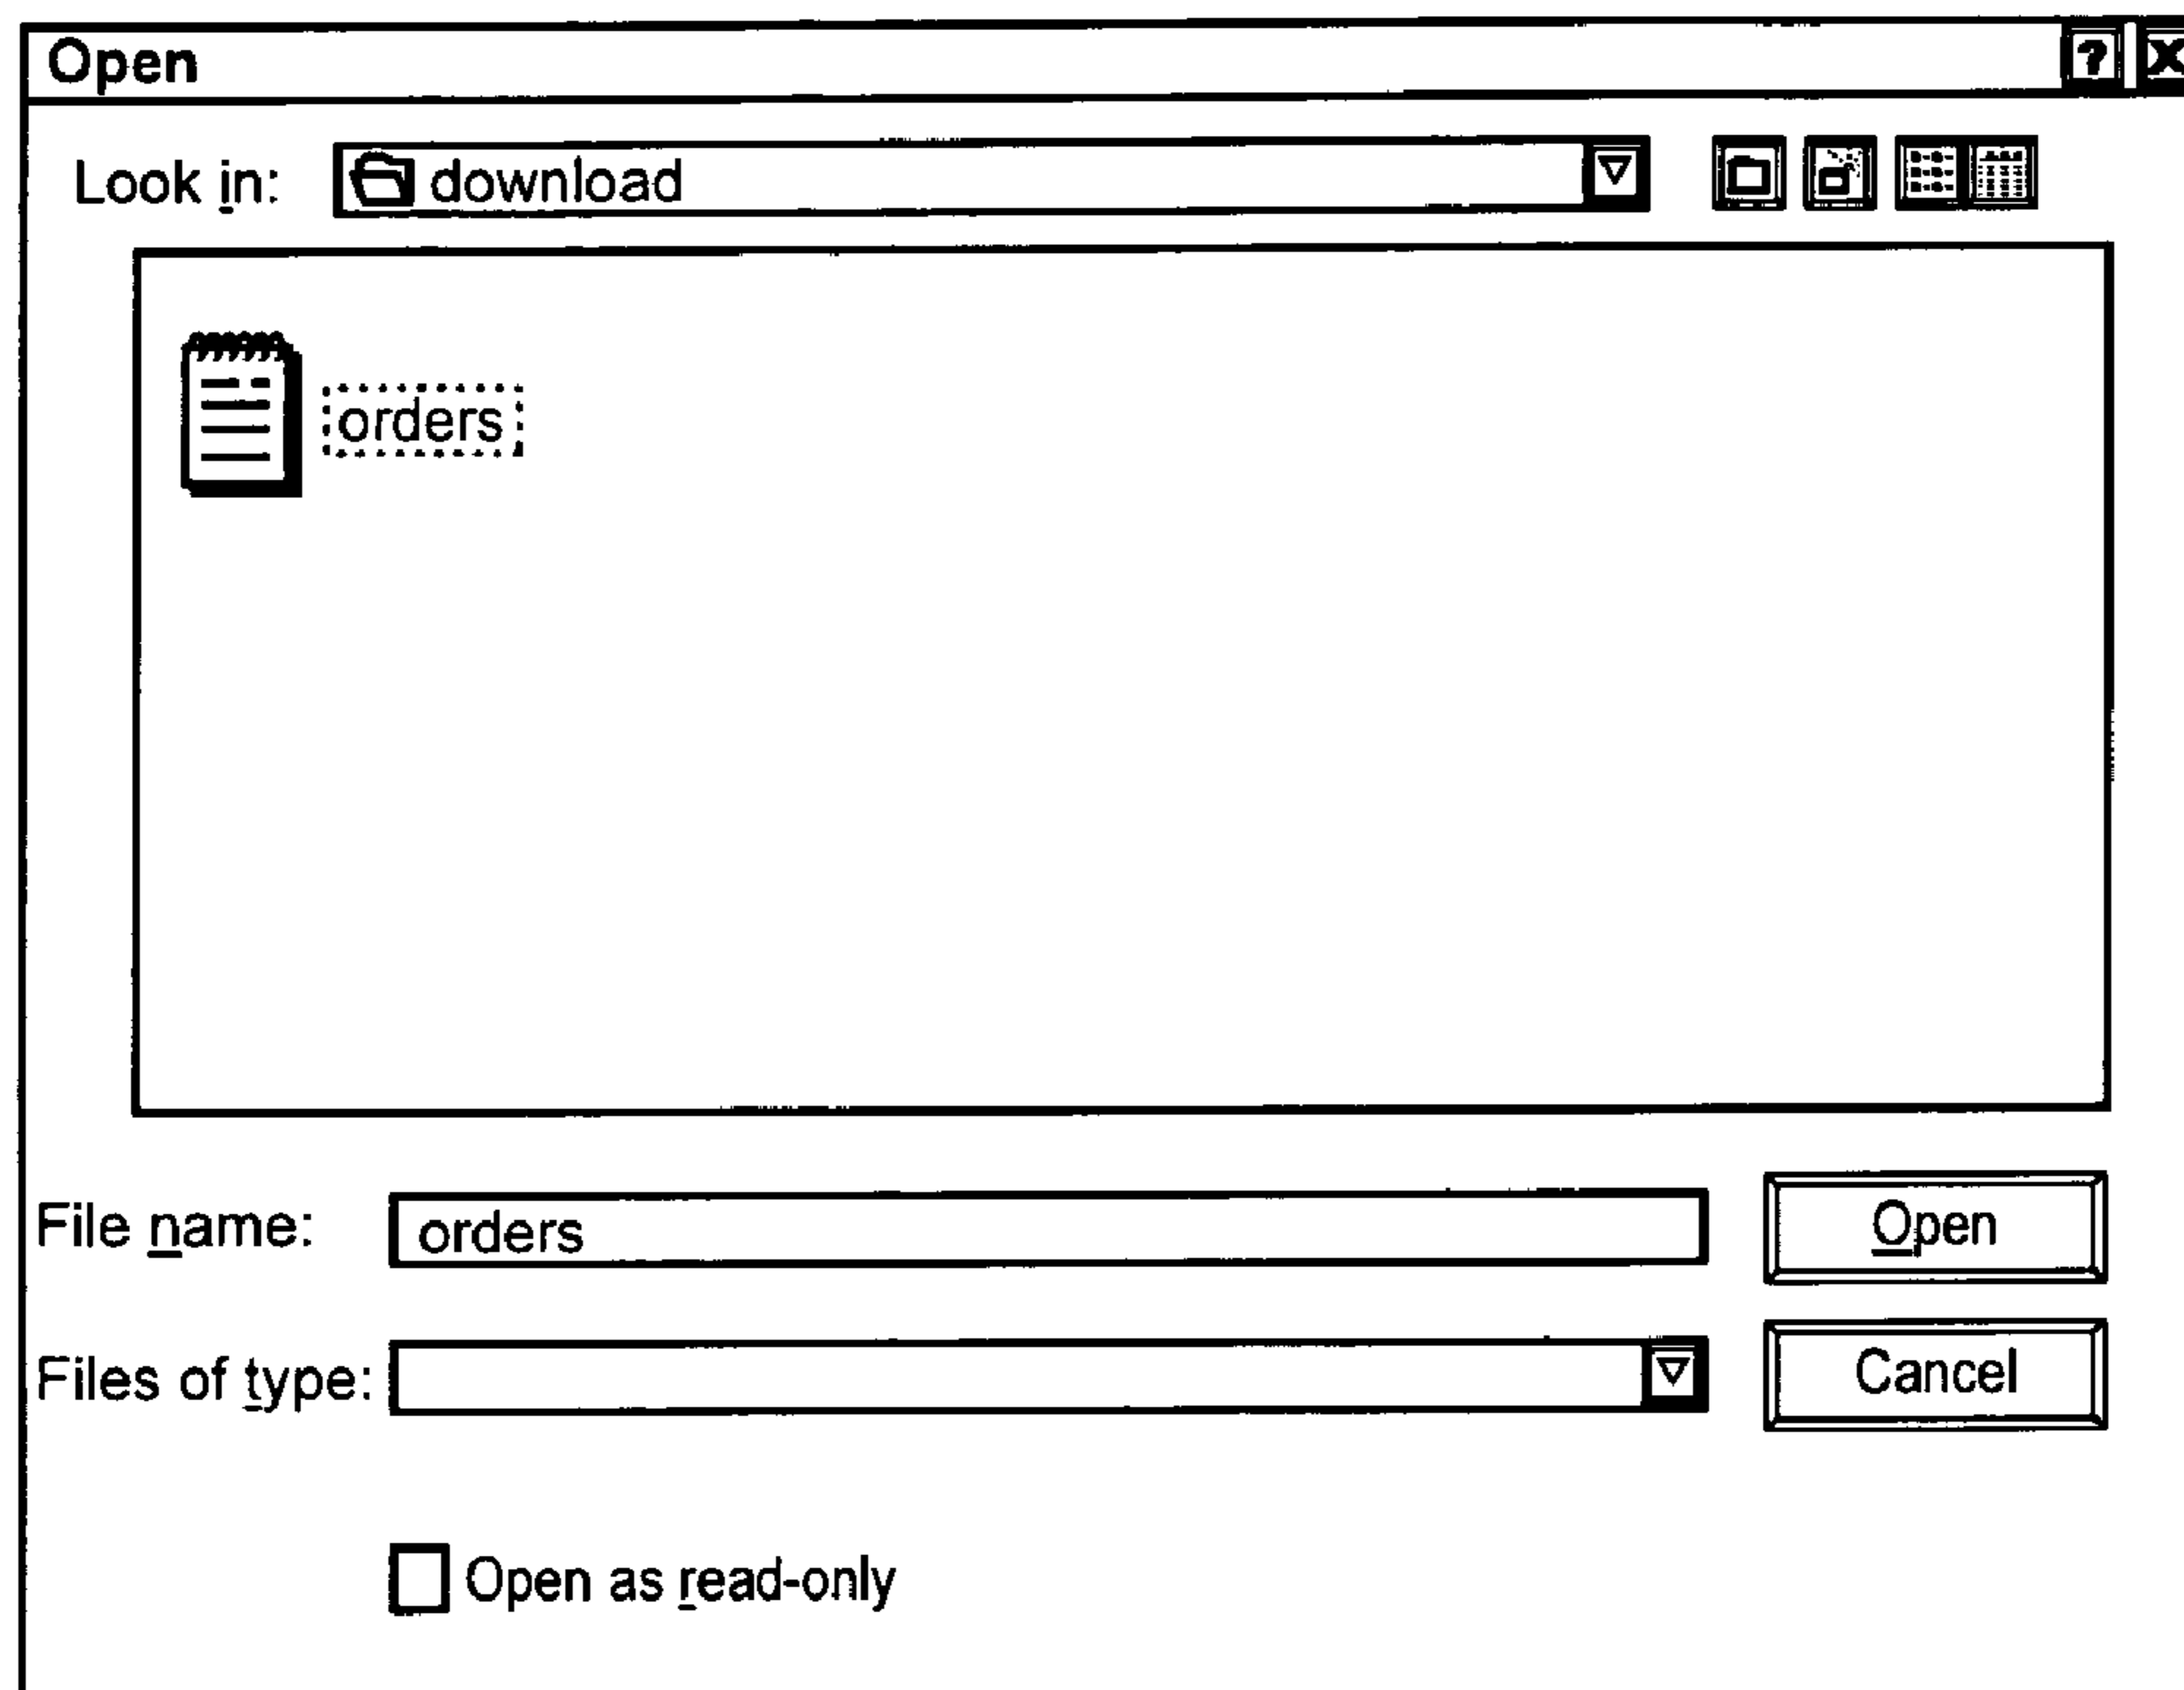 Open ? X
Look in: download
orders
File name: orders Open
Files of type: Cancel
Open as read-only